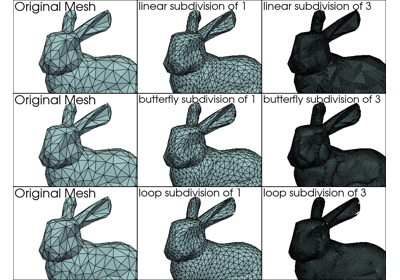 Original Mesh
linear subdivision of 1
linear subdivision of 3
Original Mesh
butterfly subdivision of 1
butterfly subdivision of 3
Original Mesh
loop subdivision of 1
loop subdivision of 3